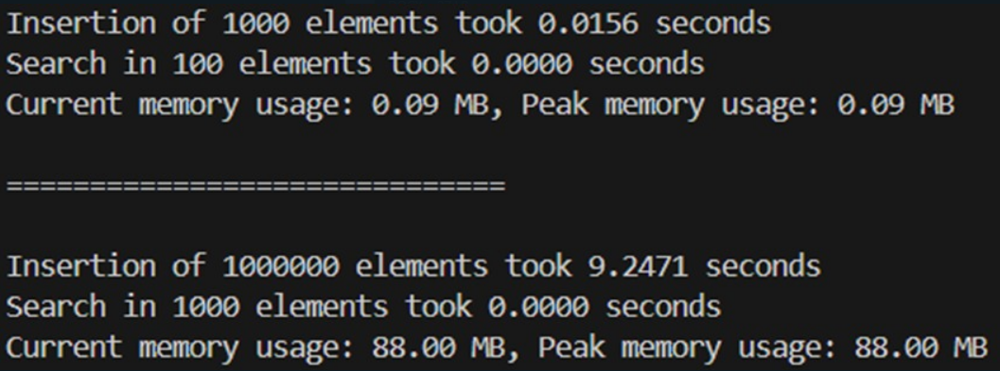 Insertion of 1000 elements took 0.0156 seconds
Search in 100 elements took 0.0000 seconds
Current memory usage: 0.09 MB, Peak memory usage: 0.09 MB
==============================
Insertion of 1000000 elements took 9.2471 seconds
Search in 1000 elements took 0.0000 seconds
Current memory usage: 88.00 MB, Peak memory usage: 88.00 MB